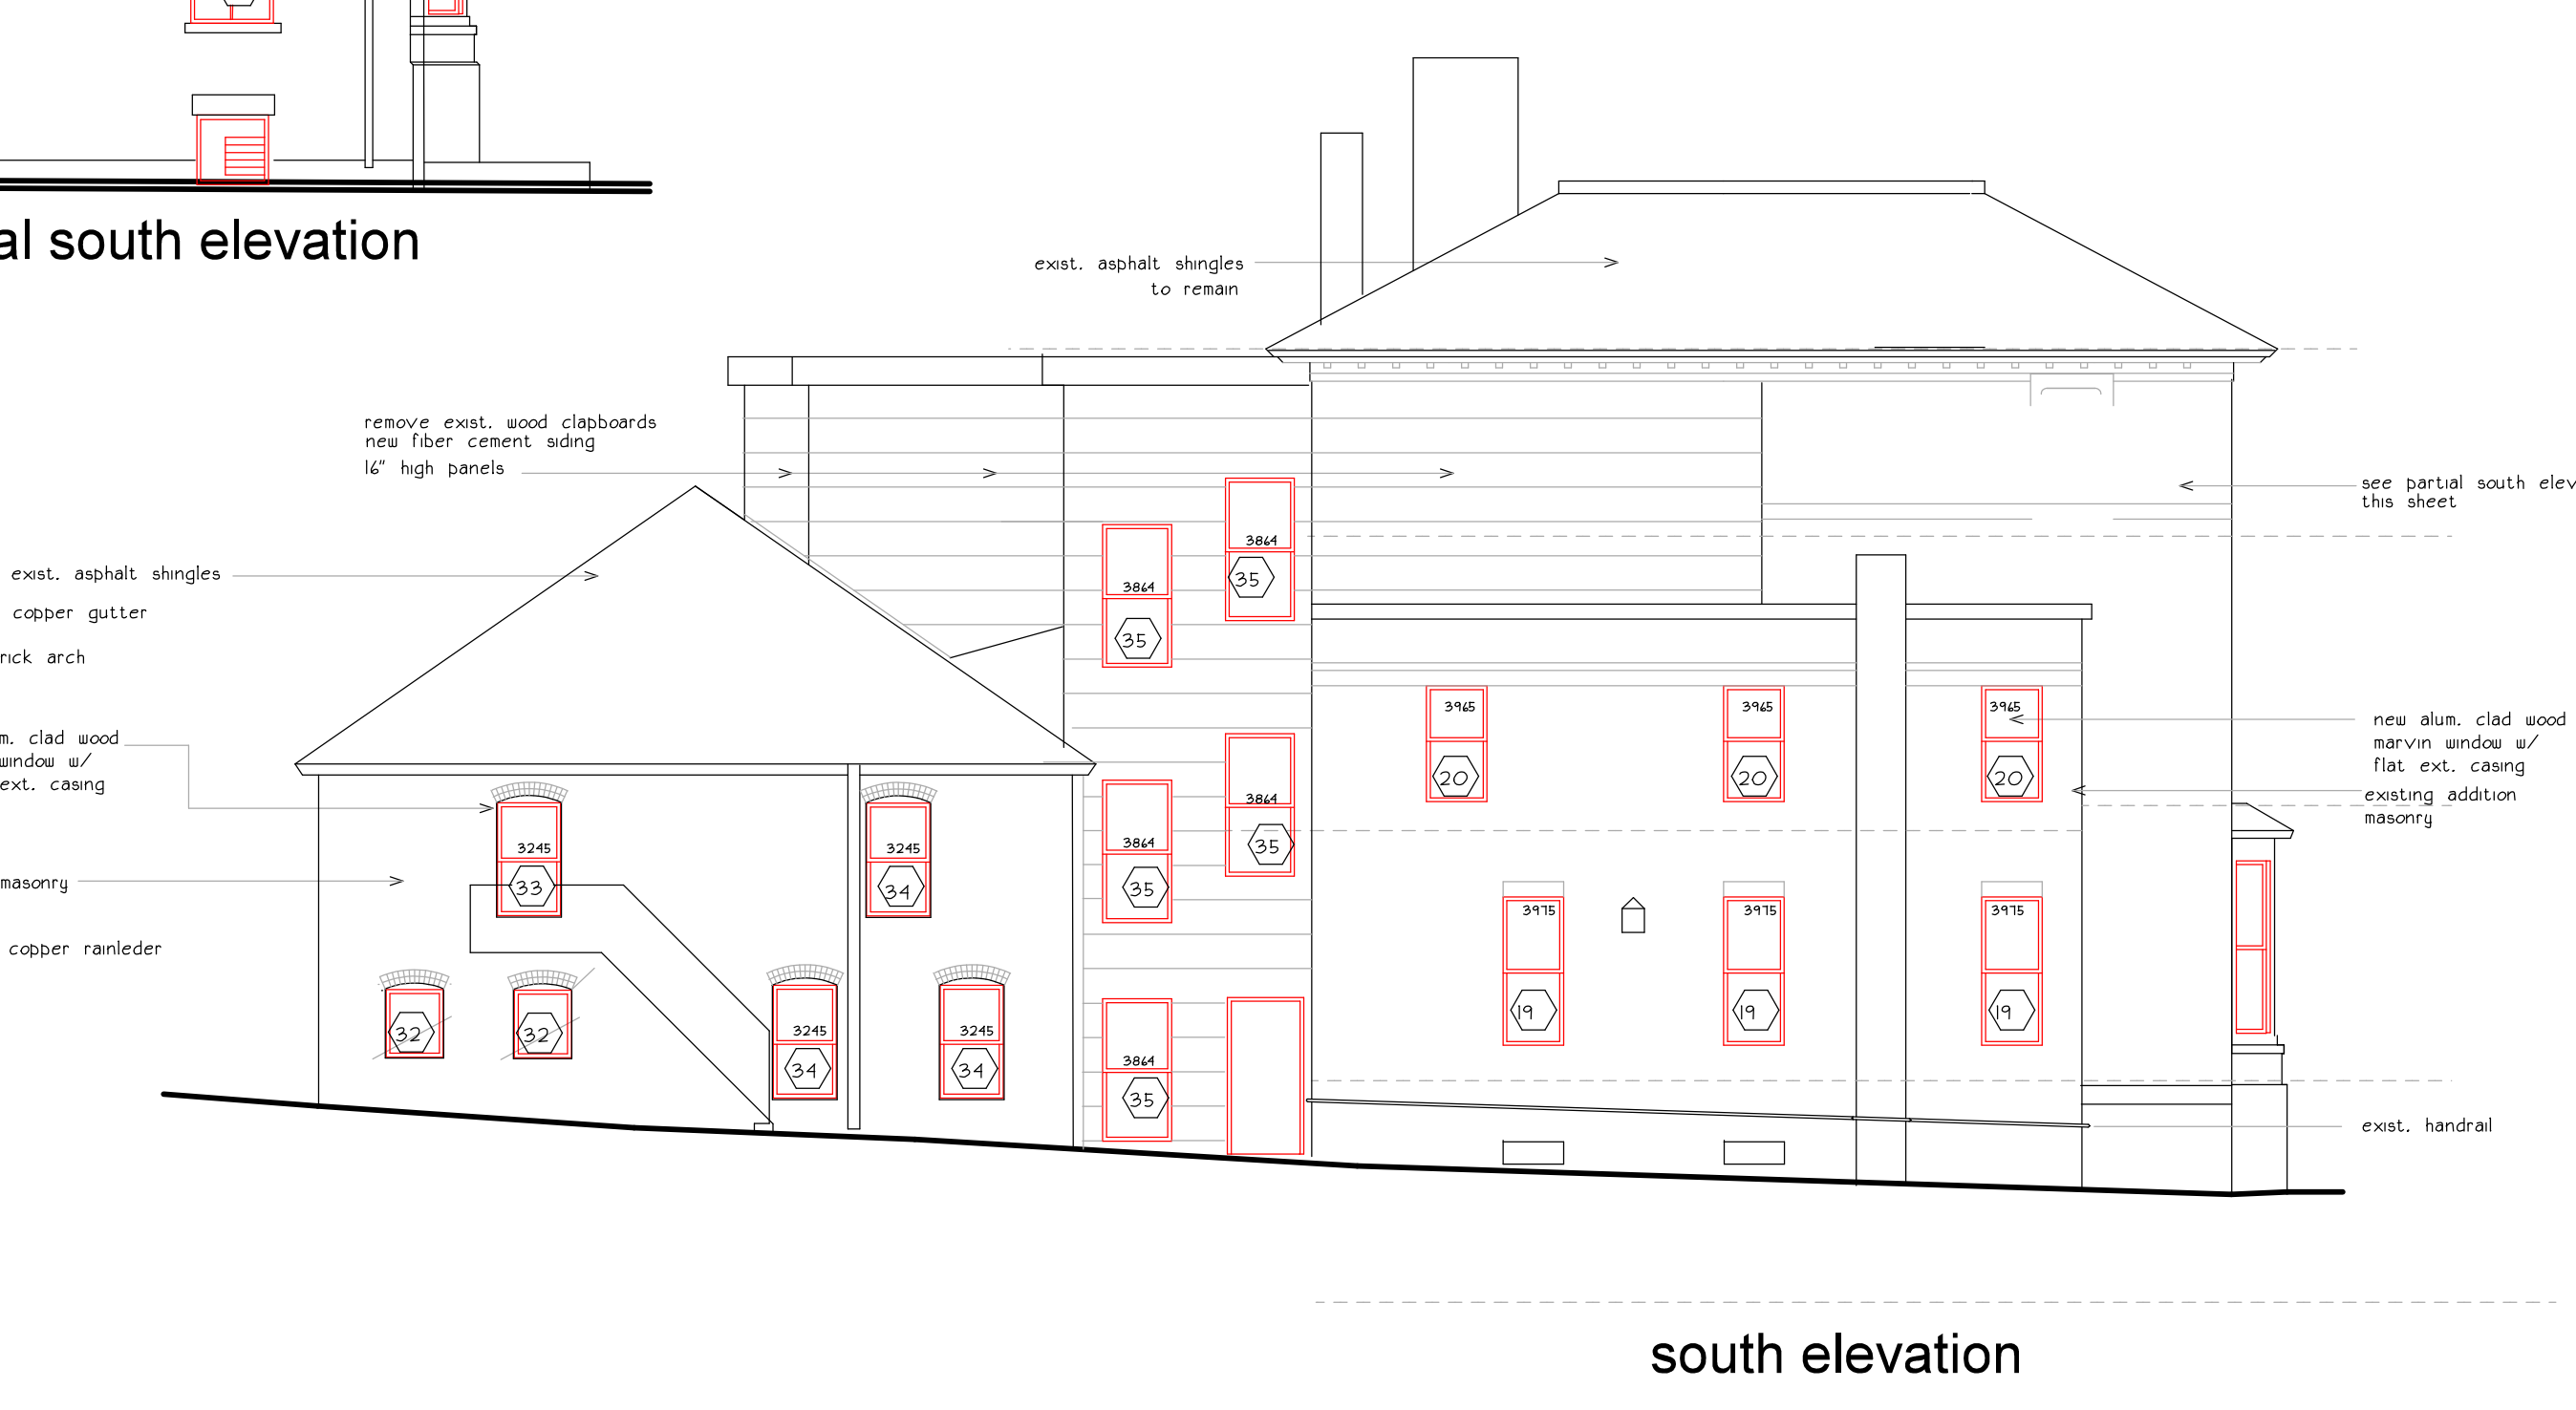 al south elevation
exist. asphalt shingles
to remain
remove exist. wood clapboards
new fiber cement siding
16" high panels
see partial south elev
this sheet
3864
35
3864
35
exist. asphalt shingles
copper gutter
rick arch
m. clad wood
window w/
ext. casing
3965
3965
3965
20
20
20
new alum. clad wood
marvin window w/
flat ext. casing
existing addition
masonry
3864
35
3864
35
3245
33
3245
34
masonry
copper rainleder
3975
3975
3975
19
19
19
32
32
3245
34
3245
34
3864
35
exist. handrail
south elevation